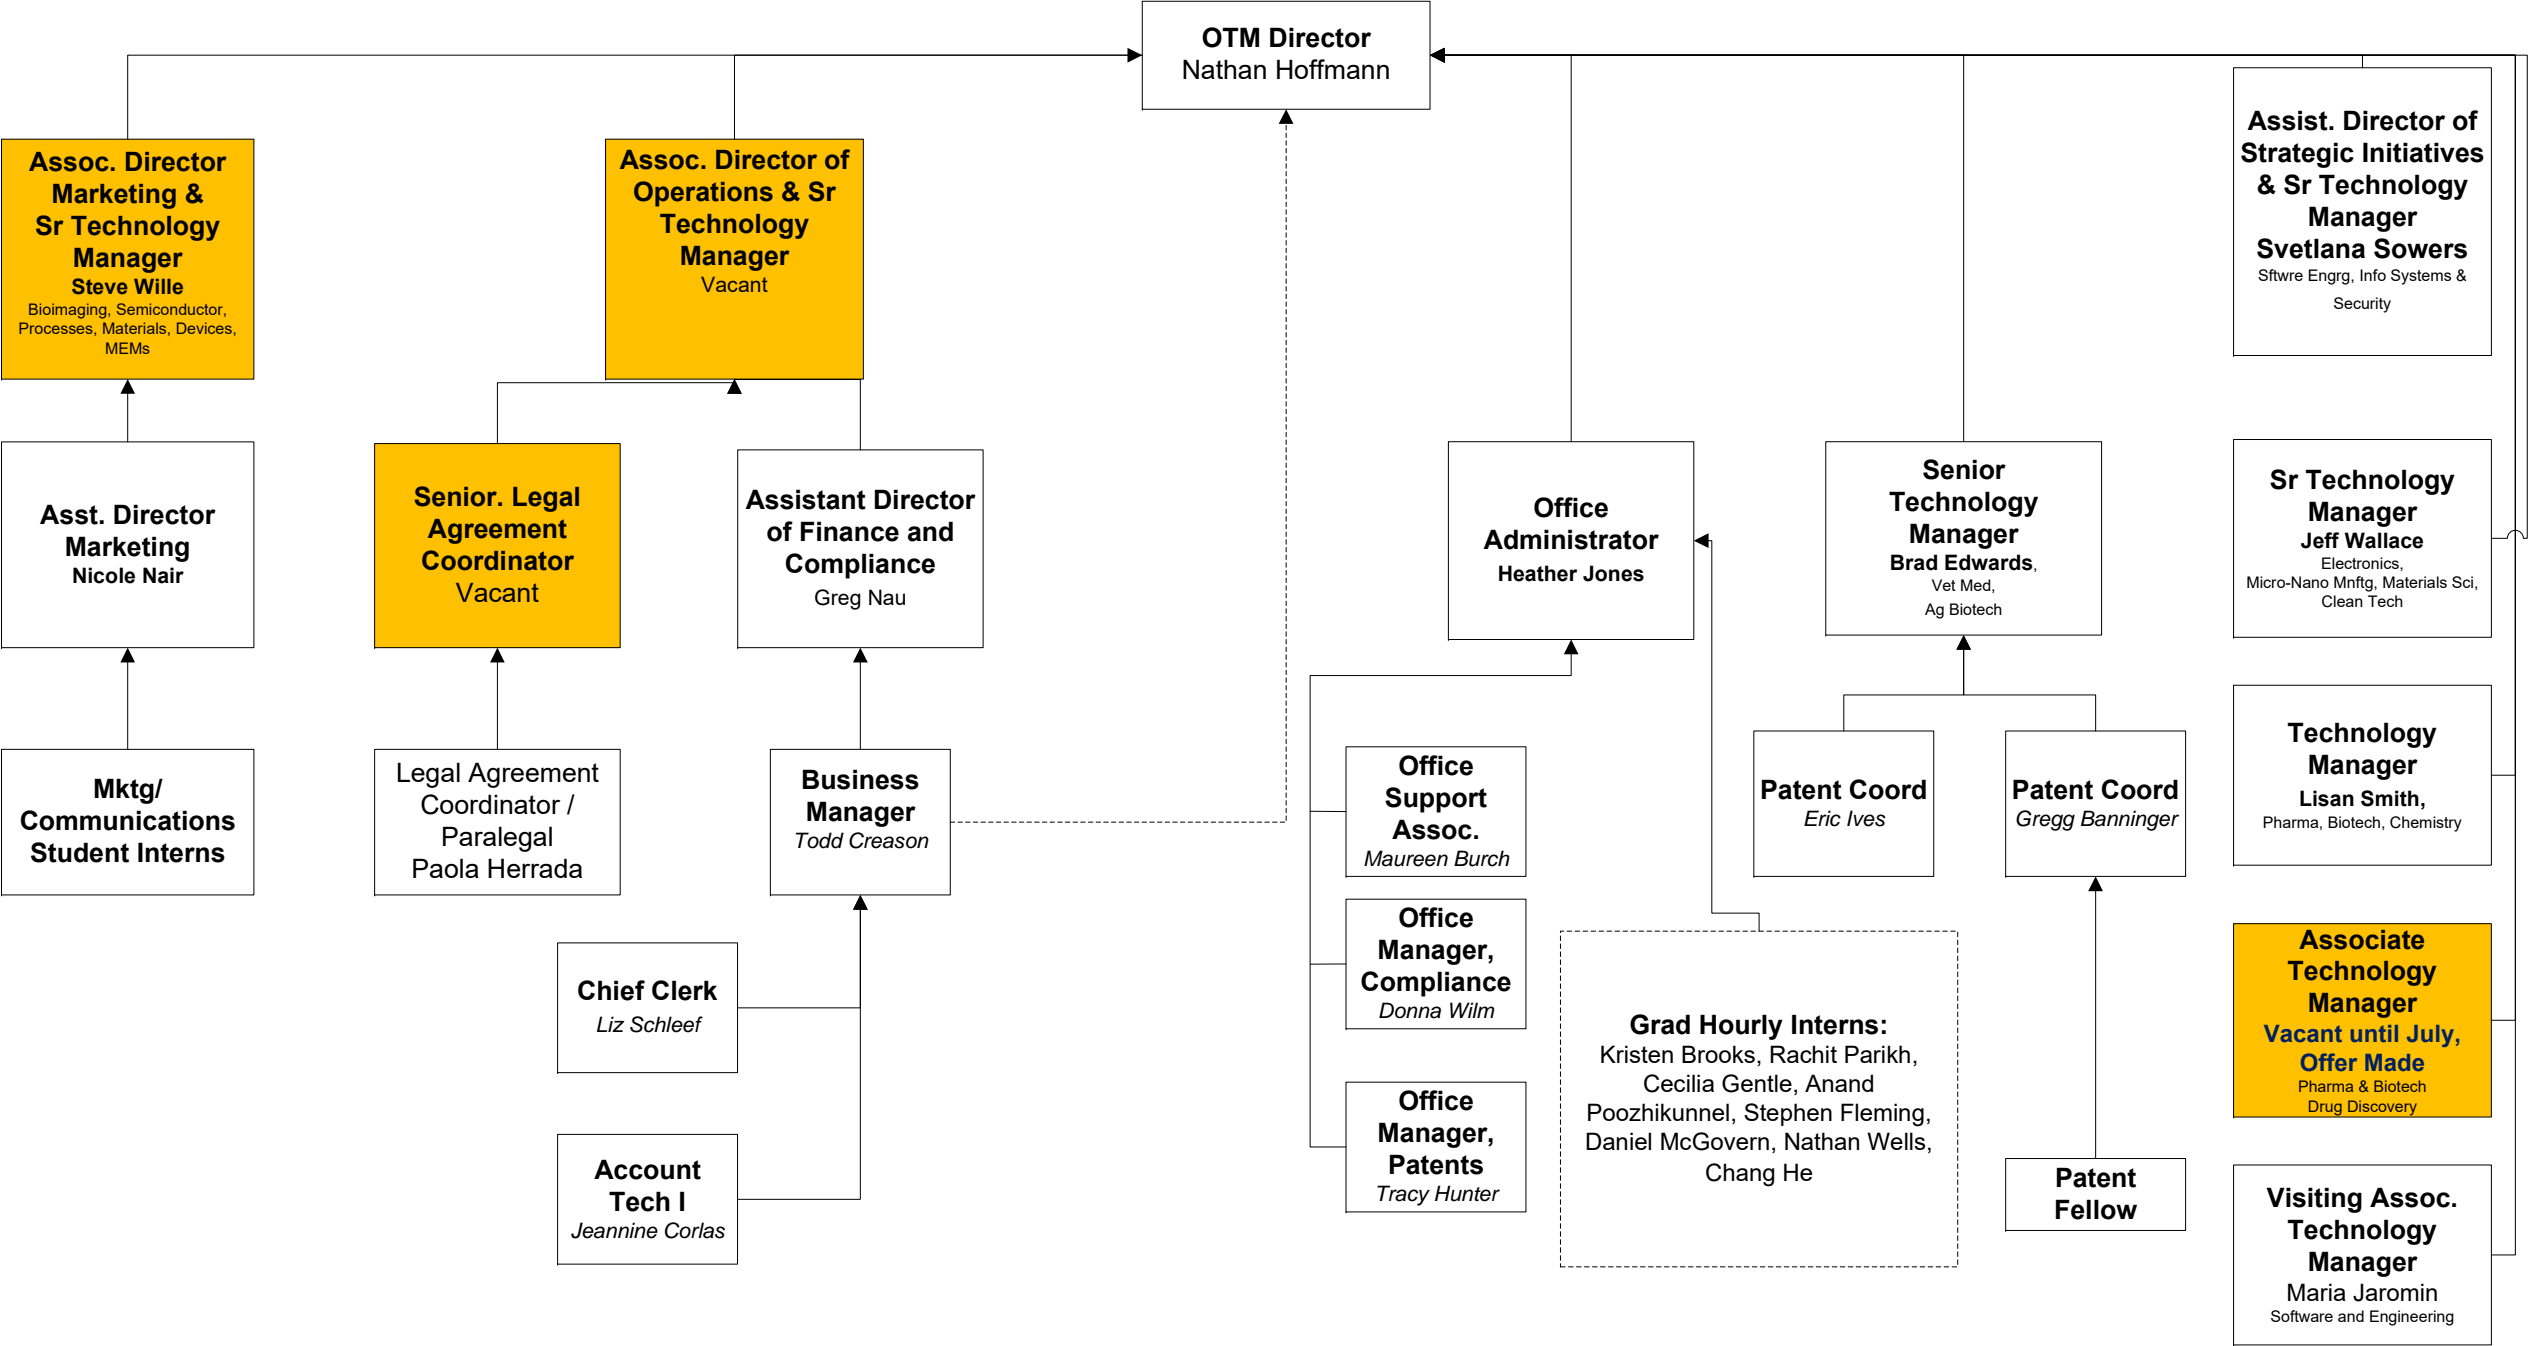 OTM Director
Nathan Hoffmann
Assoc. Director
Marketing &
Sr Technology
Manager
Steve Wille
Bioimaging, Semiconductor,
Processes, Materials, Devices,
MEMs
Assoc. Director of
Operations & Sr
Technology
Manager
Vacant
Assist. Director of
Strategic Initiatives
& Sr Technology
Manager
Svetlana Sowers
Sftwre Engrg, Info Systems &
Security
Asst. Director
Marketing
Nicole Nair
Senior. Legal
Agreement
Coordinator
Vacant
Assistant Director
of Finance and
Compliance
Greg Nau
Office
Administrator
Heather Jones
Senior
Technology
Manager
Brad Edwards,
Vet Med,
Ag Biotech
Sr Technology
Manager
Jeff Wallace
Electronics,
Micro-Nano Mnftg, Materials Sci,
Clean Tech
Mktg/
Communications
Student Interns
Legal Agreement
Coordinator /
Paralegal
Paola Herrada
Business
Manager
Todd Creason
Office
Support
Assoc.
Maureen Burch
Patent Coord
Eric Ives
Patent Coord
Gregg Banninger
Technology
Manager
Lisan Smith,
Pharma, Biotech, Chemistry
Chief Clerk
Liz Schleef
Office
Manager,
Compliance
Donna Wilm
Grad Hourly Interns:
Kristen Brooks, Rachit Parikh,
Cecilia Gentle, Anand
Poozhikunnel, Stephen Fleming,
Daniel McGovern, Nathan Wells,
Chang He
Associate
Technology
Manager
Vacant until July,
Offer Made
Pharma & Biotech
Drug Discovery
Account
Tech I
Jeannine Corlas
Office
Manager,
Patents
Tracy Hunter
Patent
Fellow
Visiting Assoc.
Technology
Manager
Maria Jaromin
Software and Engineering